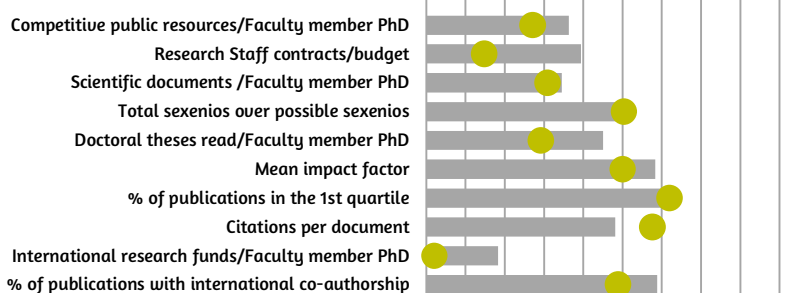 Competitive public resources/Faculty member PhD
Research Staff contracts/budget
Scientific documents /Faculty member PhD
Total sexenios over possible sexenios
Doctoral theses read/Faculty member PhD
Mean impact factor
% of publications in the 1st quartile
Citations per document
International research funds/Faculty member PhD
% of publications with international co-authorship